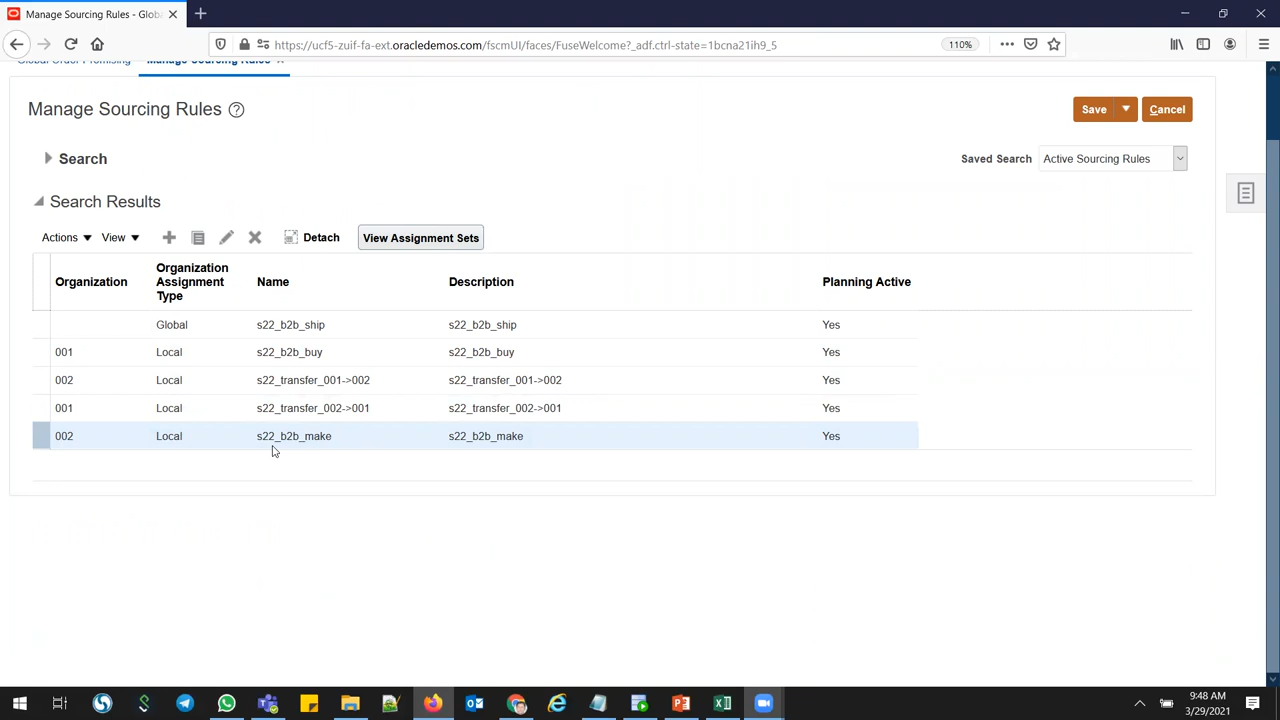 Manage Sourcing Rules - Globa
https://ucf5-zuif-fa-ext.oracledemos.com/fscmUI/faces/FuseWelcome?_adf.ctrl-state=1bcna21ih9_5
110%
Global Order Promising Manage Sourcing Rules
Manage Sourcing Rules
Save Cancel
Search
Saved Search Active Sourcing Rules
Search Results
Actions View Detach View Assignment Sets
Organization
Organization
Assignment
Type
Name
Description
Planning Active
Global s22_b2b_ship s22_b2b_ship Yes
001 Local s22_b2b_buy s22_b2b_buy Yes
002 Local s22_transfer_001->002 s22_transfer_001->002 Yes
001 Local s22_transfer_002->001 s22_transfer_002->001 Yes
002 Local s22_b2b_make s22_b2b_make Yes
9:48 AM
3/29/2021